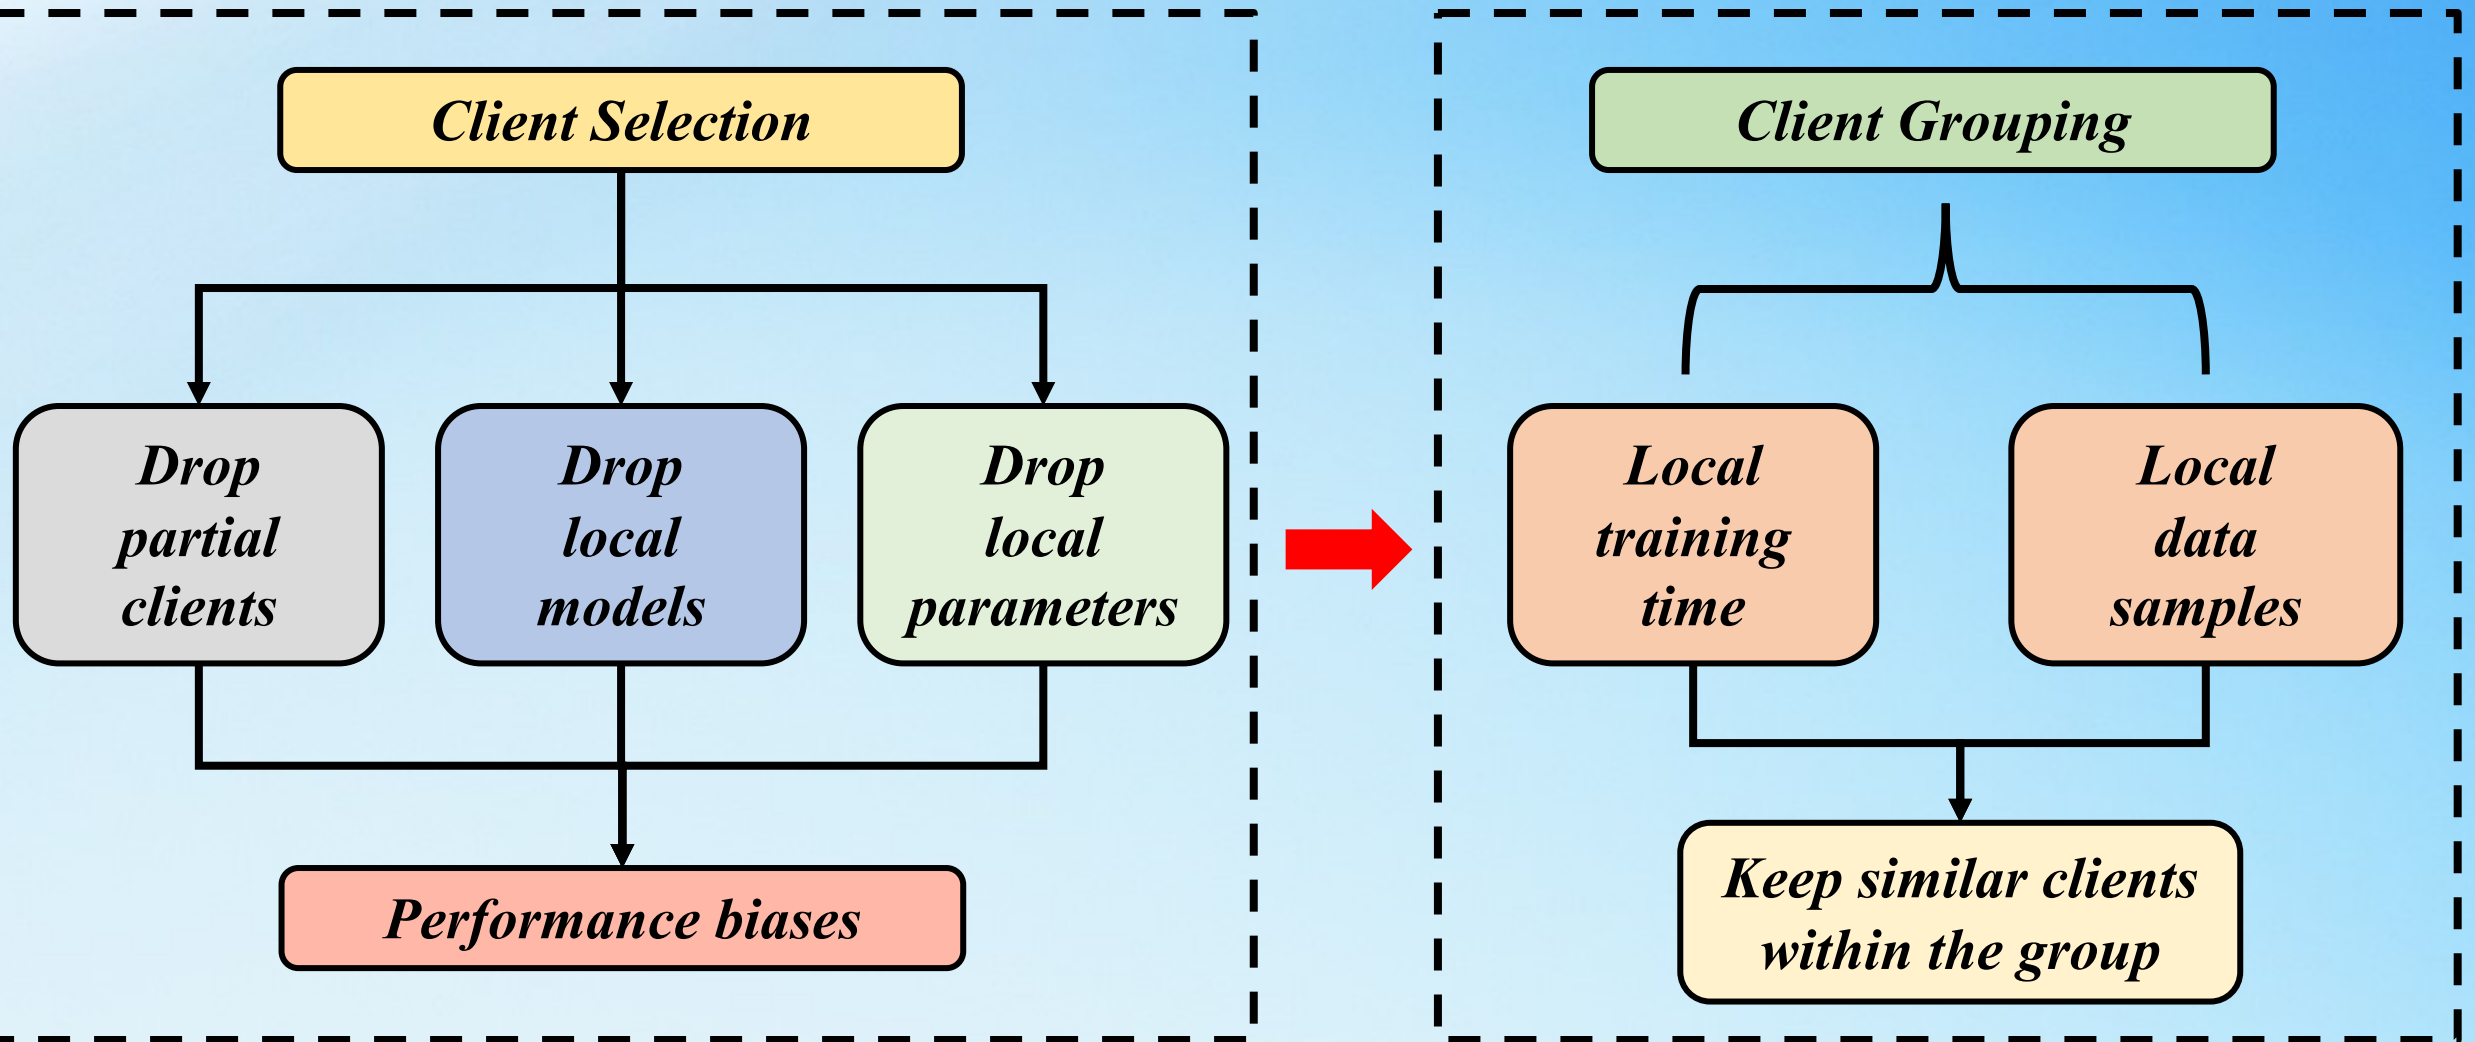 Client Selection
Drop
partial
clients
Drop
local
models
Drop
local
parameters
Performance biases
Client Grouping
Local
training
time
Local
data
samples
Keep similar clients
within the group